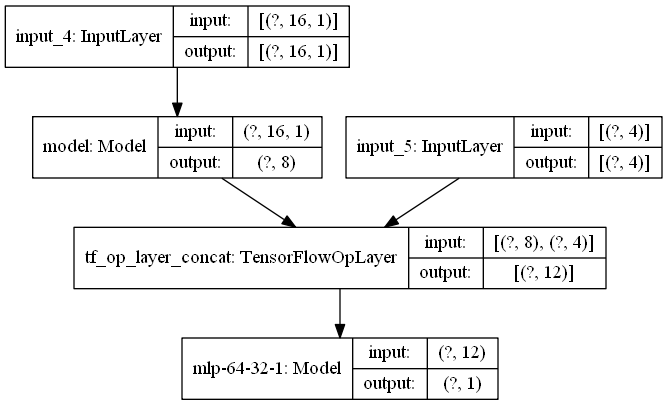 input_4: InputLayer
input: [(?, 16, 1)]
output: [(?, 16, 1)]
model: Model
input: (?, 16, 1)
output: (?, 8)
input_5: InputLayer
input: [(?, 4)]
output: [(?, 4)]
tf_op_layer_concat: TensorFlowOpLayer
input: [(?, 8), (?, 4)]
output: [(?, 12)]
mlp-64-32-1: Model
input: (?, 12)
output: (?, 1)